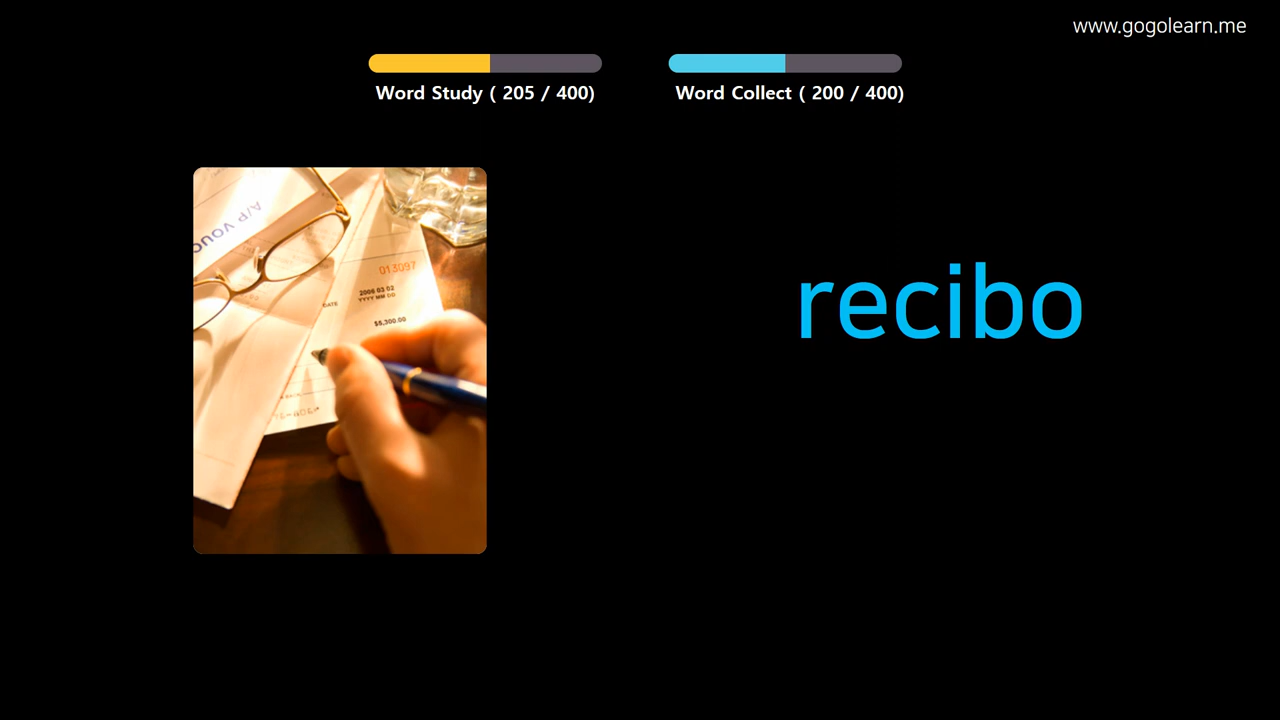 www.gogolearn.me
Word Study ( 205 / 400)
Word Collect ( 200 / 400)
recibo
A/P VOUC
013097
DATE
2006 03 02
YYYY MM DD
$5,300.00